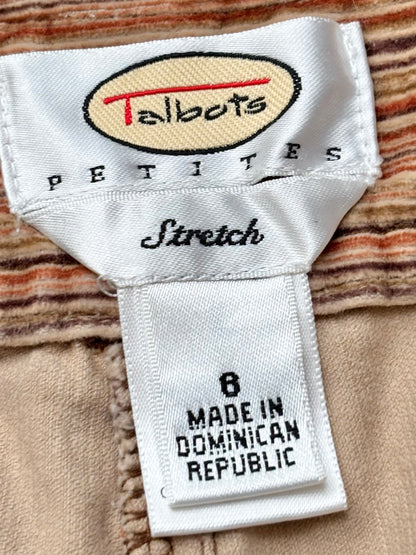 Talbots
PETITES
Stretch
6
MADE IN
DOMINICAN
REPUBLIC